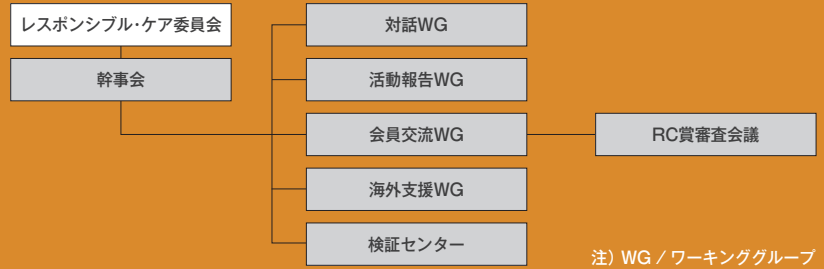 レスポンシブル・ケア委員会
幹事会
対話WG
活動報告WG
会員交流WG
RC賞審査会議
海外支援WG
検証センター
注）WG／ワーキンググループ